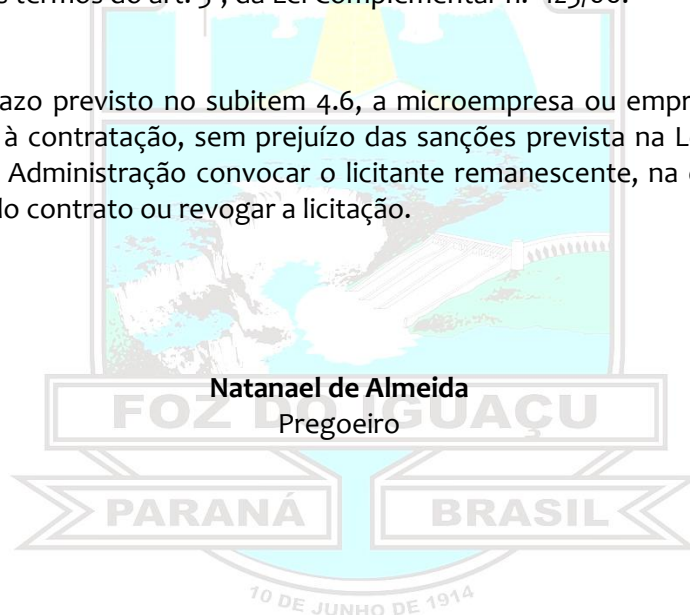 termos do art. 3º, da Lei Complementar n.º 123/06.
azo previsto no subitem 4.6, a microempresa ou empr
à contratação, sem prejuízo das sanções prevista na L
Administração convocar o licitante remanescente, na
do contrato ou revogar a licitação.
Natanael de Almeida
Pregoeiro
FOZ DO IGUAÇU
PARANÁ BRASIL
10 DE JUNHO DE 1914